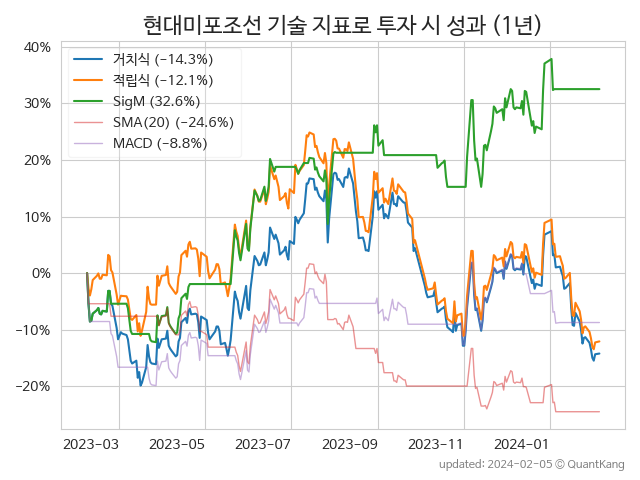 현대미포조선 기술 지표로 투자 시 성과 (1년)
40%
30%
20%
10%
0%
−10%
−20%
거치식 (−14.3%)
적립식 (−12.1%)
SigM (32.6%)
SMA(20) (−24.6%)
MACD (−8.8%)
2023-03 2023-05 2023-07 2023-09 2023-11 2024-01
updated: 2024-02-05 © QuantKang